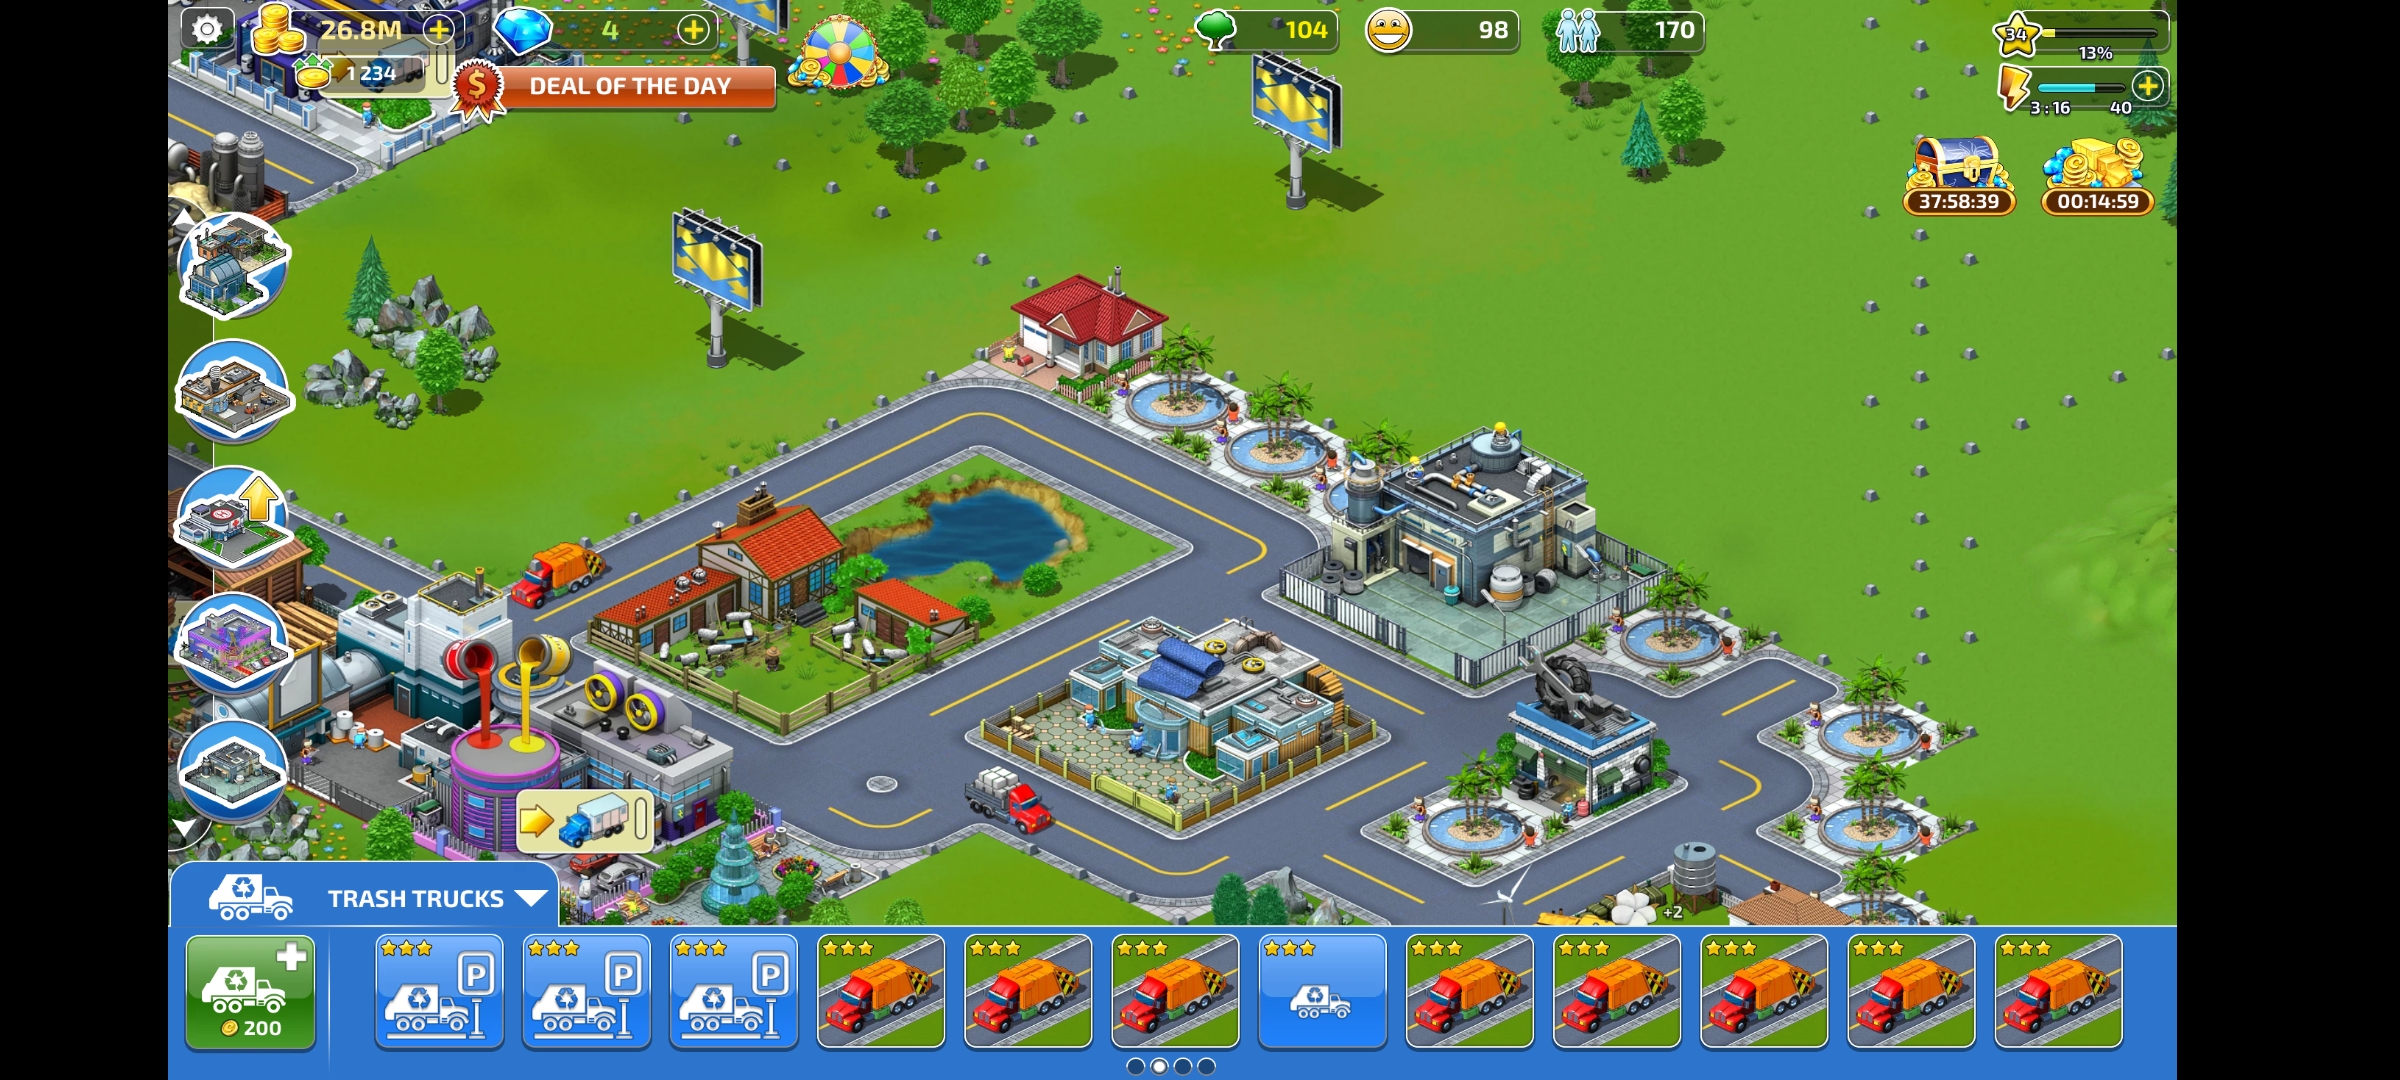 26.8M
4
104
98
170
34
13%
1 234
DEAL OF THE DAY
3:16
40
37:58:39
00:14:59
+2
TRASH TRUCKS
P
P
P
200